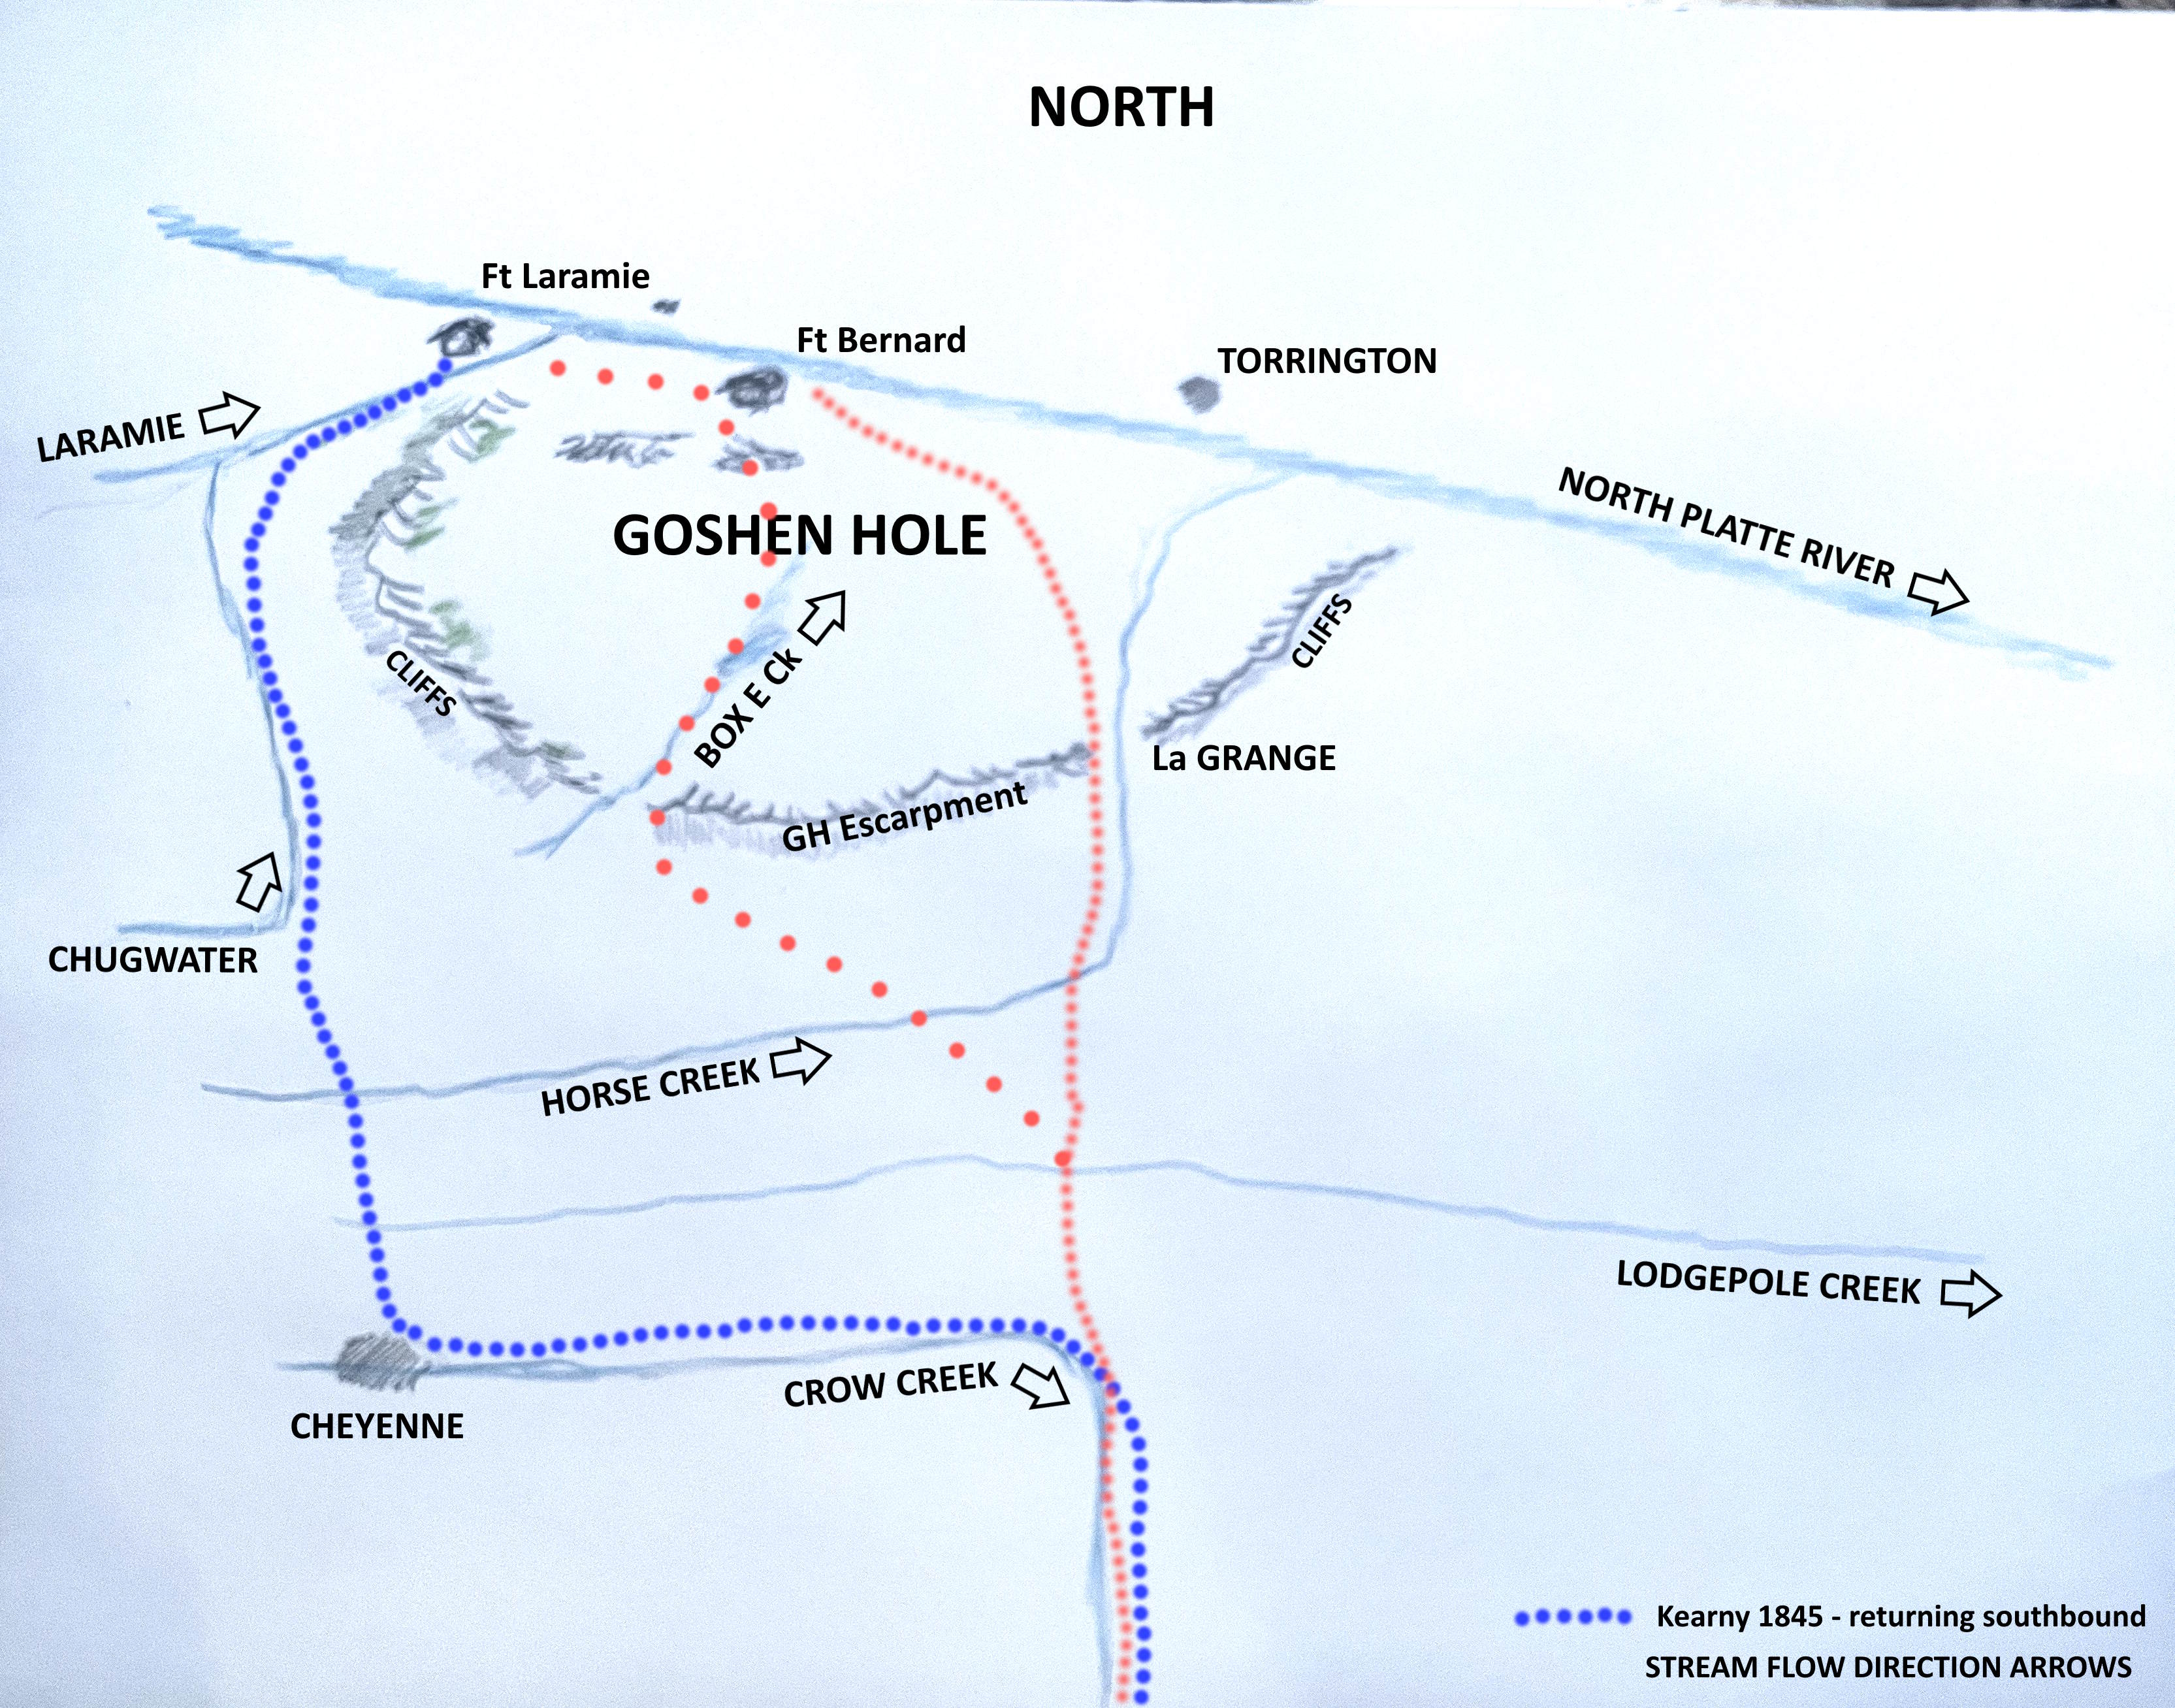 NORTH
Ft Laramie
Ft Bernard
TORRINGTON
LARAMIE
NORTH PLATTE RIVER
GOSHEN HOLE
CLIFFS
CLIFFS
BOX E Ck
La GRANGE
GH Escarpment
CHUGWATER
HORSE CREEK
LODGEPOLE CREEK
CROW CREEK
CHEYENNE
Kearny 1845 - returning southbound
STREAM FLOW DIRECTION ARROWS